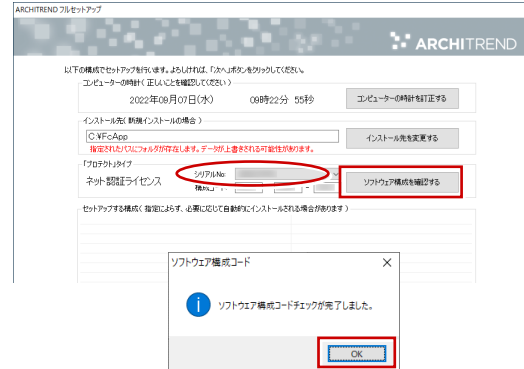 ARCHITREND フルセットアップ
ARCHITREND
以下の構成でセットアップを行います。よろしければ、「次へ」ボタンをクリックしてください。
コンピューターの時計( 正しいことを確認してください )
2022年09月07日(水) 09時22分 55秒
コンピューターの時計を訂正する
インストール先( 新規インストールの場合 )
C:¥FcApp
インストール先を変更する
指定されたパスにフォルダが存在します。データが上書きされる可能性があります。
「プロテクト」タイプ
ネット認証ライセンス
シリアルNo
ソフトウェア構成を確認する
セットアップする構成( 指定によらず、必要に応じて自動的にインストールされる場合があります )
ソフトウェア構成コード
ソフトウェア構成コードチェックが完了しました。
OK